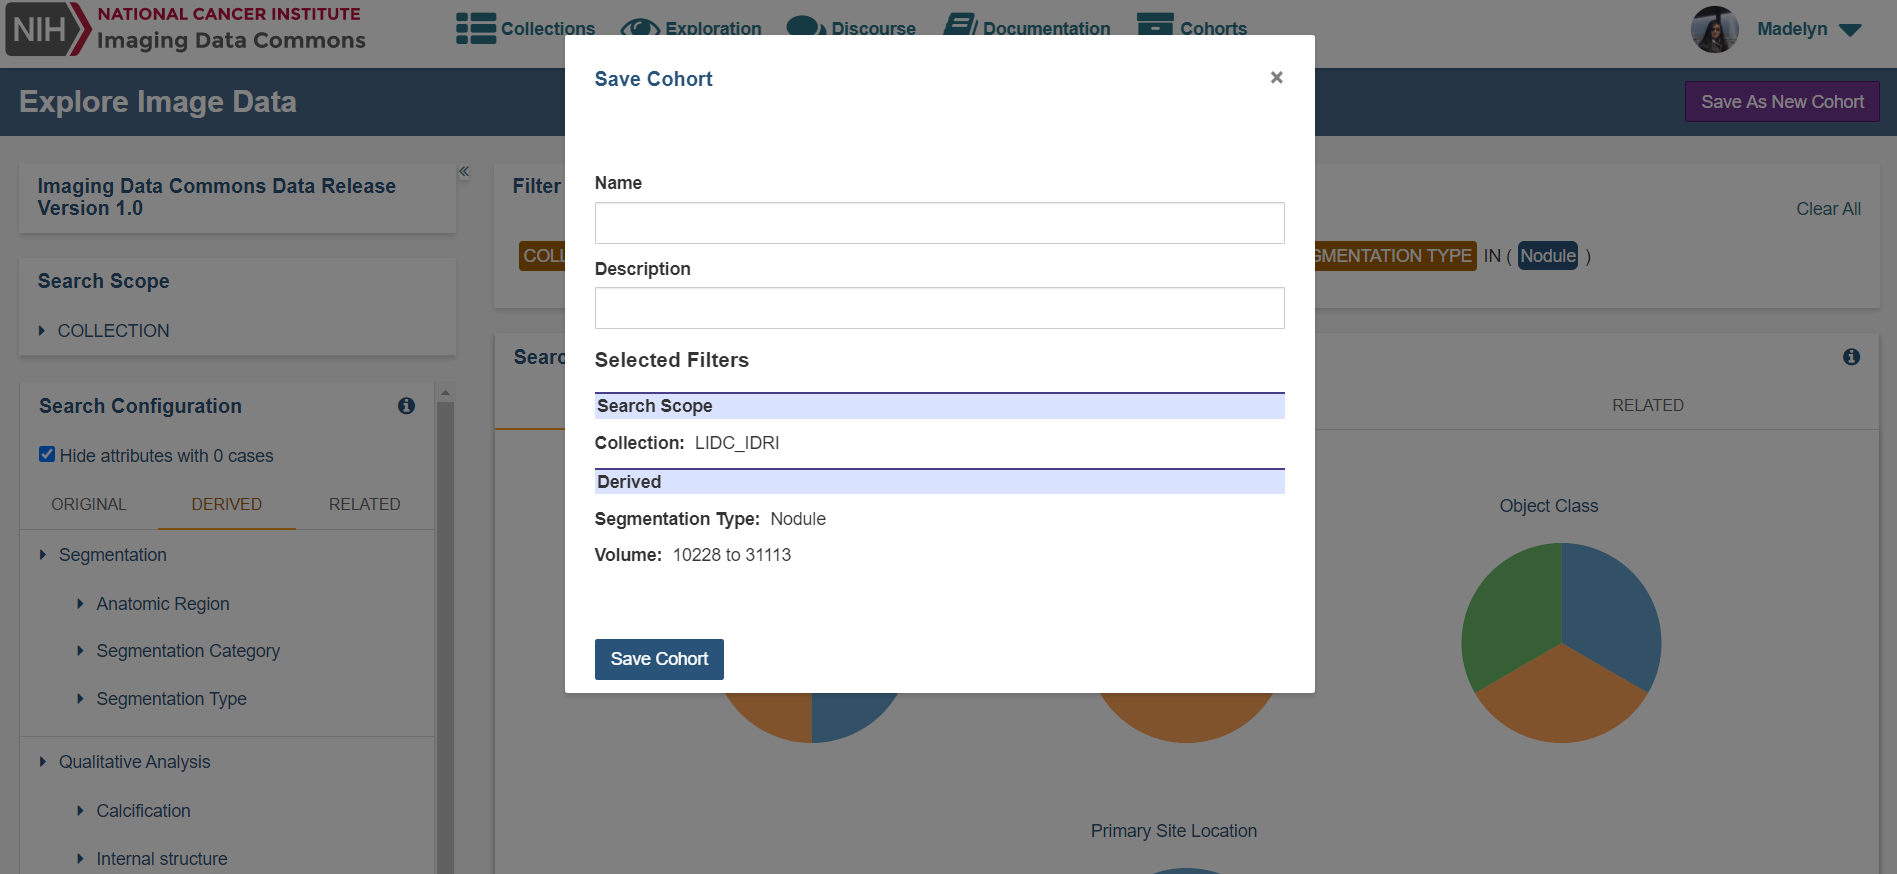 NIH
NATIONAL CANCER INSTITUTE
Imaging Data Commons
Collections
Exploration
Discourse
Documentation
Cohorts
Madelyn
Explore Image Data
Save As New Cohort
Imaging Data Commons Data Release
Version 1.0
«
Search Scope
COLLECTION
Search Configuration
Hide attributes with 0 cases
ORIGINAL DERIVED RELATED
Segmentation
Anatomic Region
Segmentation Category
Segmentation Type
Qualitative Analysis
Calcification
Internal structure
Save Cohort ×
Name
Description
Selected Filters
Search Scope
Collection: LIDC_IDRI
Derived
Segmentation Type: Nodule
Volume: 10228 to 31113
Save Cohort
Filter
Clear All
COLL
GMENTATION TYPE IN ( Nodule )
Searc
RELATED
Object Class
Primary Site Location